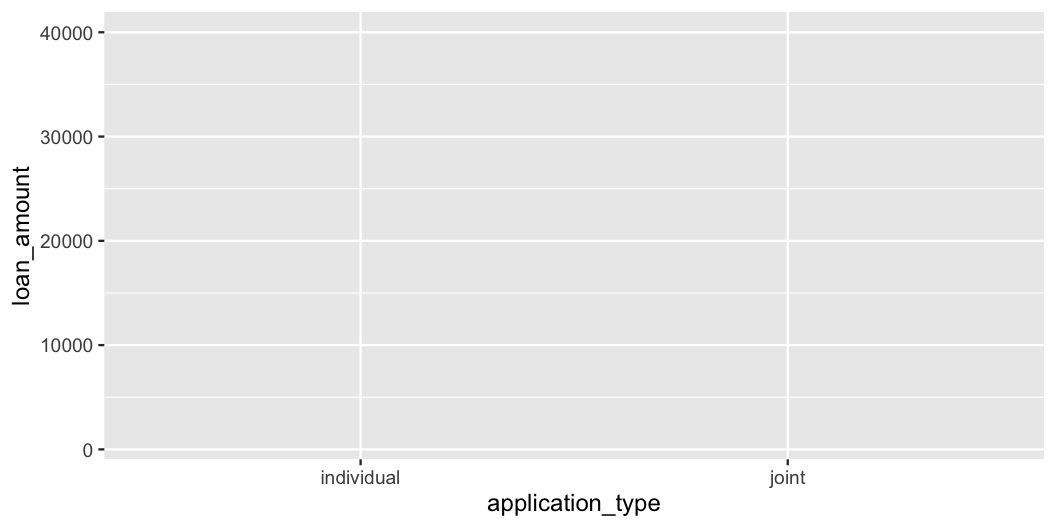 40000
30000
20000
10000
0
loan_amount
individual
joint
application_type